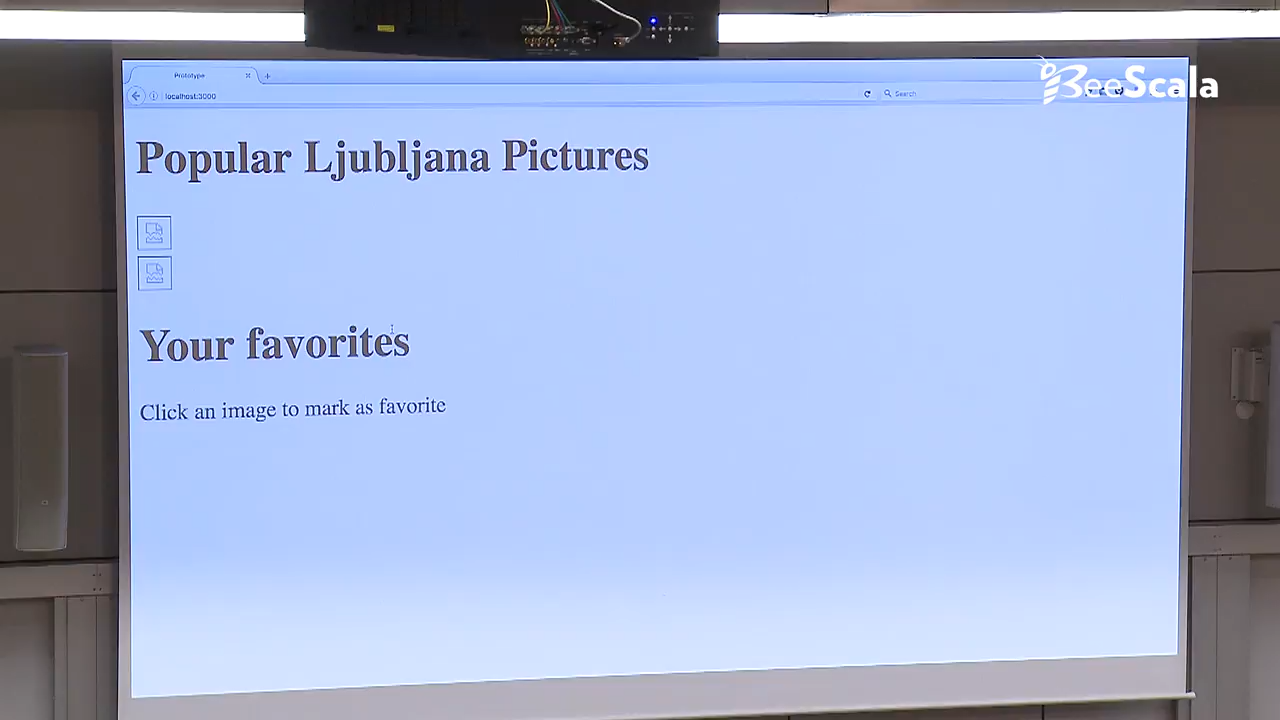 BeeScala
Prototype
localhost:3000
Search
Popular Ljubljana Pictures
Your favorites
Click an image to mark as favorite